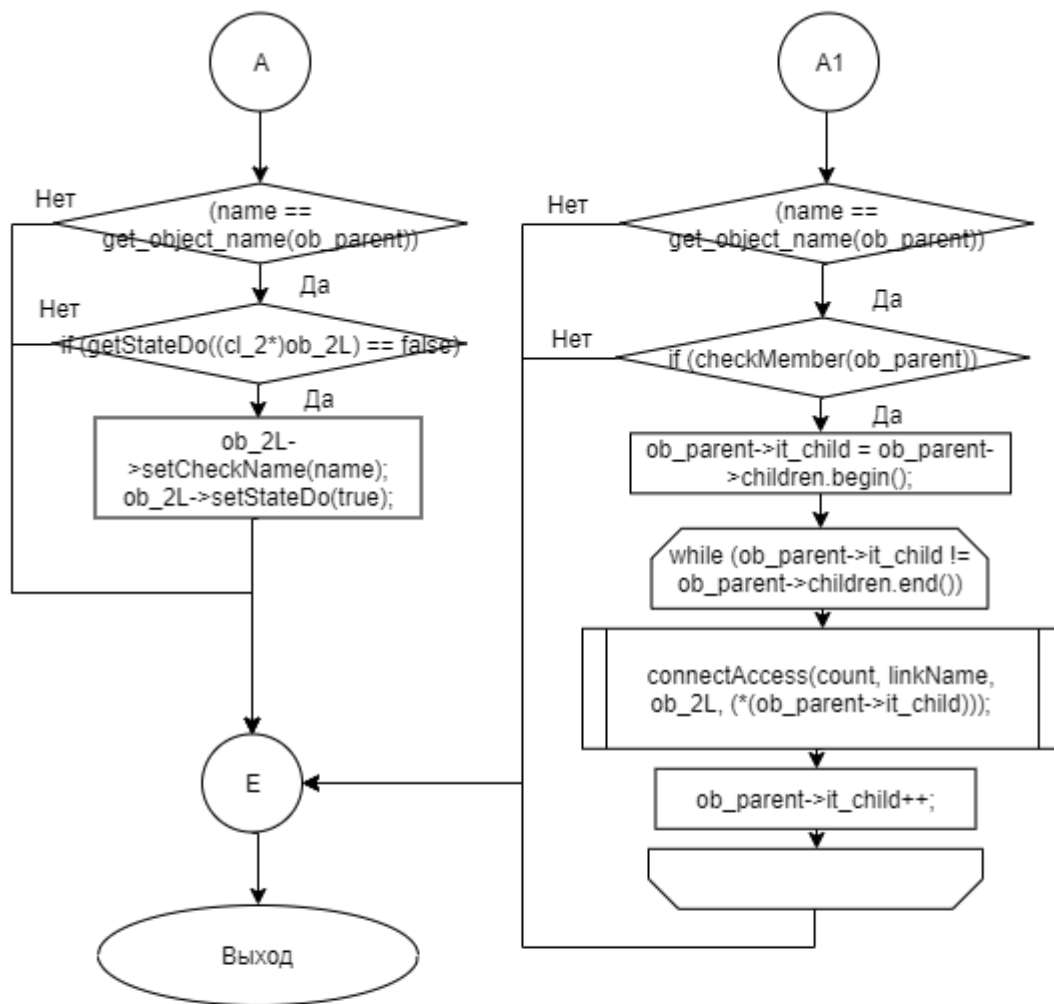 A
Нет
(name ==
get_object_name(ob_parent))
Да
Нет
if (getStateDo((cl_2*)ob_2L) == false)
Да
ob_2L-
>setCheckName(name);
ob_2L->setStateDo(true);
E
Выход
A1
Нет
(name ==
get_object_name(ob_parent))
Да
Нет
if (checkMember(ob_parent))
Да
ob_parent->it_child = ob_parent-
>children.begin();
while (ob_parent->it_child !=
ob_parent->children.end())
connectAccess(count, linkName,
ob_2L, (*(ob_parent->it_child)));
ob_parent->it_child++;